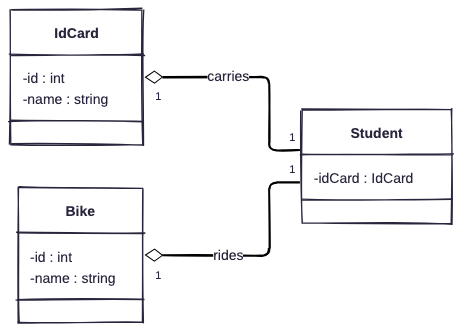 IdCard
-id : int
-name : string
carries
1
1
Student
-idCard : IdCard
1
Bike
-id : int
-name : string
rides
1